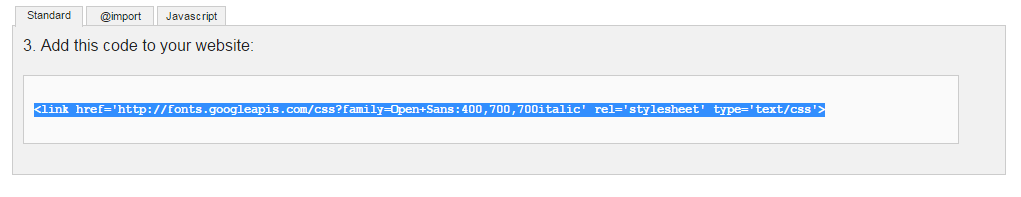 Standard @import Javascript
3. Add this code to your website:
<link href='http://fonts.googleapis.com/css?family=Open+Sans:400,700,700italic' rel='stylesheet' type='text/css'>